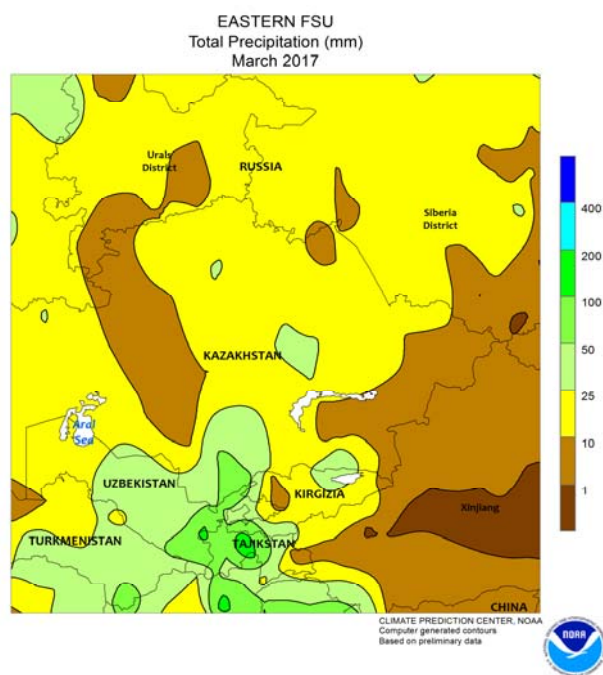 EASTERN FSU
Total Precipitation (mm)
March 2017
Urals
District
RUSSIA
Siberia
District
KAZAKHSTAN
Aral
Sea
UZBEKISTAN
KIRGIZIA
Xinjiang
TURKMENISTAN
TAJIKSTAN
CHINA
400
200
100
50
25
10
1
CLIMATE PREDICTION CENTER, NOAA
Computer generated contours
Based on preliminary data
NOAA